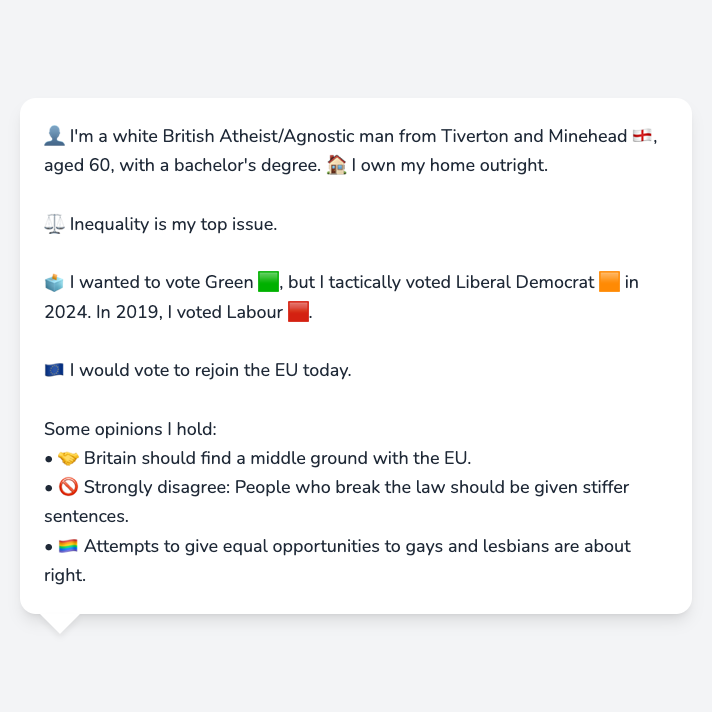 👤 I'm a white British Atheist/Agnostic man from Tiverton and Minehead 🏴󠁧󠁢󠁥󠁮󠁧󠁿,
aged 60, with a bachelor's degree. 🏠 I own my home outright.
⚖️ Inequality is my top issue.
🗳️ I wanted to vote Green 🟩, but I tactically voted Liberal Democrat 🟧 in
2024. In 2019, I voted Labour 🟥.
🇪🇺 I would vote to rejoin the EU today.
Some opinions I hold:
• 🤝 Britain should find a middle ground with the EU.
• 🚫 Strongly disagree: People who break the law should be given stiffer
sentences.
• 🏳️‍🌈 Attempts to give equal opportunities to gays and lesbians are about
right.